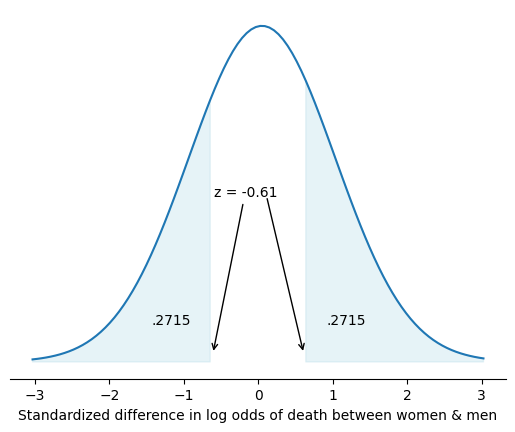 z = -0.61
.2715 .2715
−3 −2 −1 0 1 2 3
Standardized difference in log odds of death between women & men